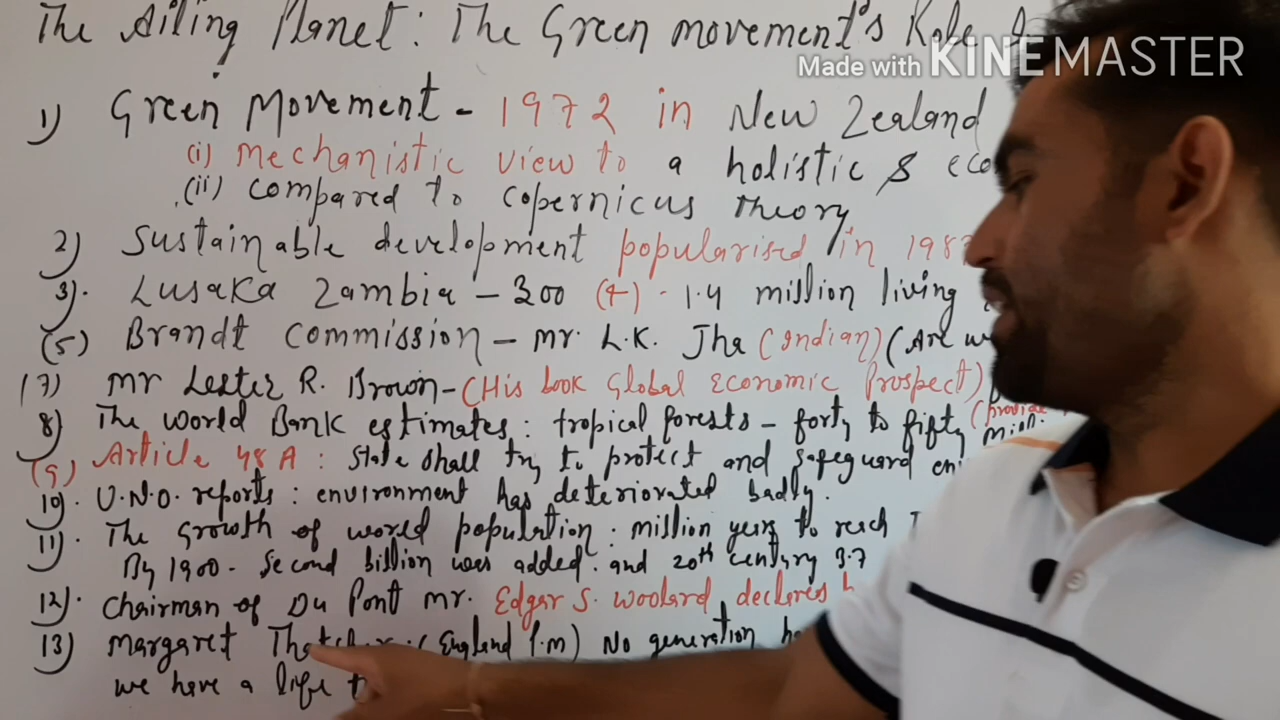 The Ailing Planet: The Green movement's Role
Made with KINEMASTER
1) Green Movement - 1972 in New Zealand
(i) Mechanistic view to a holistic & eco
(ii) compared to Copernicus Theory
2) Sustainable development popularised in 198
3). Lusaka Zambia - 300 (4) - 1.4 million living
(5) Brandt Commission - Mr. L.K. Jha (Indian) (Are w
(7) Mr Lester R. Brown - (His book Global Economic Prospect)
8) The World Bank estimates: tropical forests - forty to fifty
(9) Article 48A: State shall try to protect and safeguard
10). U.N.O. reports: environment has deteriorated badly.
11). The Growth of world population: million years to reach
By 1900 - Second billion was added. and 20th century 3.7
12). Chairman of Du Pont Mr. Edgar S. Woolard declares
13) Margaret (England P.M) No generation
we have a life